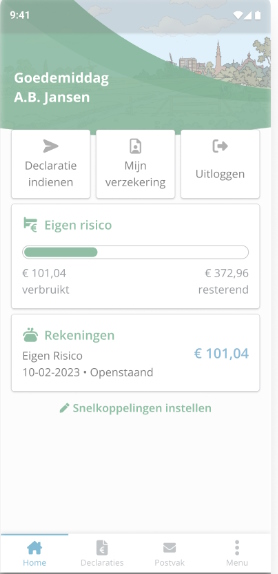 9:41
Goedemiddag
A.B. Jansen
Declaratie
indienen
Mijn
verzekering
Uitloggen
Eigen risico
€ 101,04
verbruikt
€ 372,96
resterend
Rekeningen
Eigen Risico
€ 101,04
10-02-2023 • Openstaand
Snelkoppelingen instellen
Home
Declaraties
Postvak
Menu